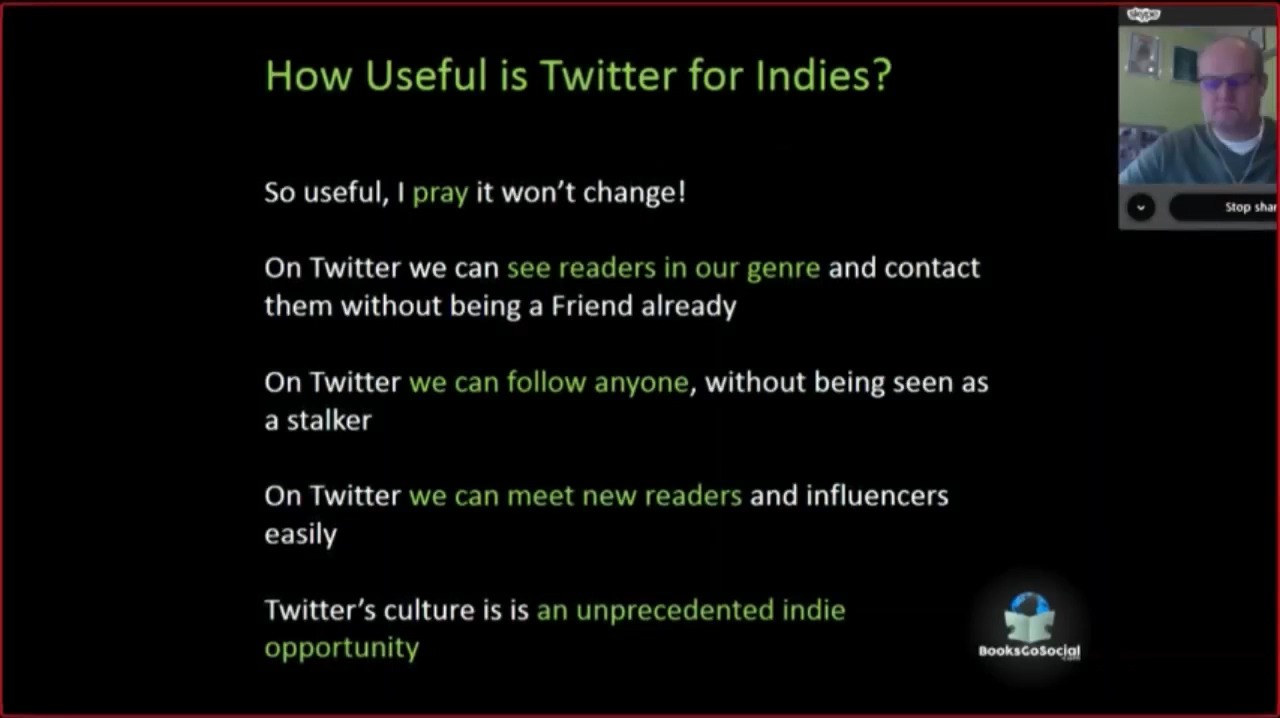 skype
How Useful is Twitter for Indies?
So useful, I pray it won't change!
Stop shar
On Twitter we can see readers in our genre and contact
them without being a Friend already
On Twitter we can follow anyone, without being seen as
a stalker
On Twitter we can meet new readers and influencers
easily
Twitter's culture is is an unprecedented indie
opportunity
BooksGoSocial
.com